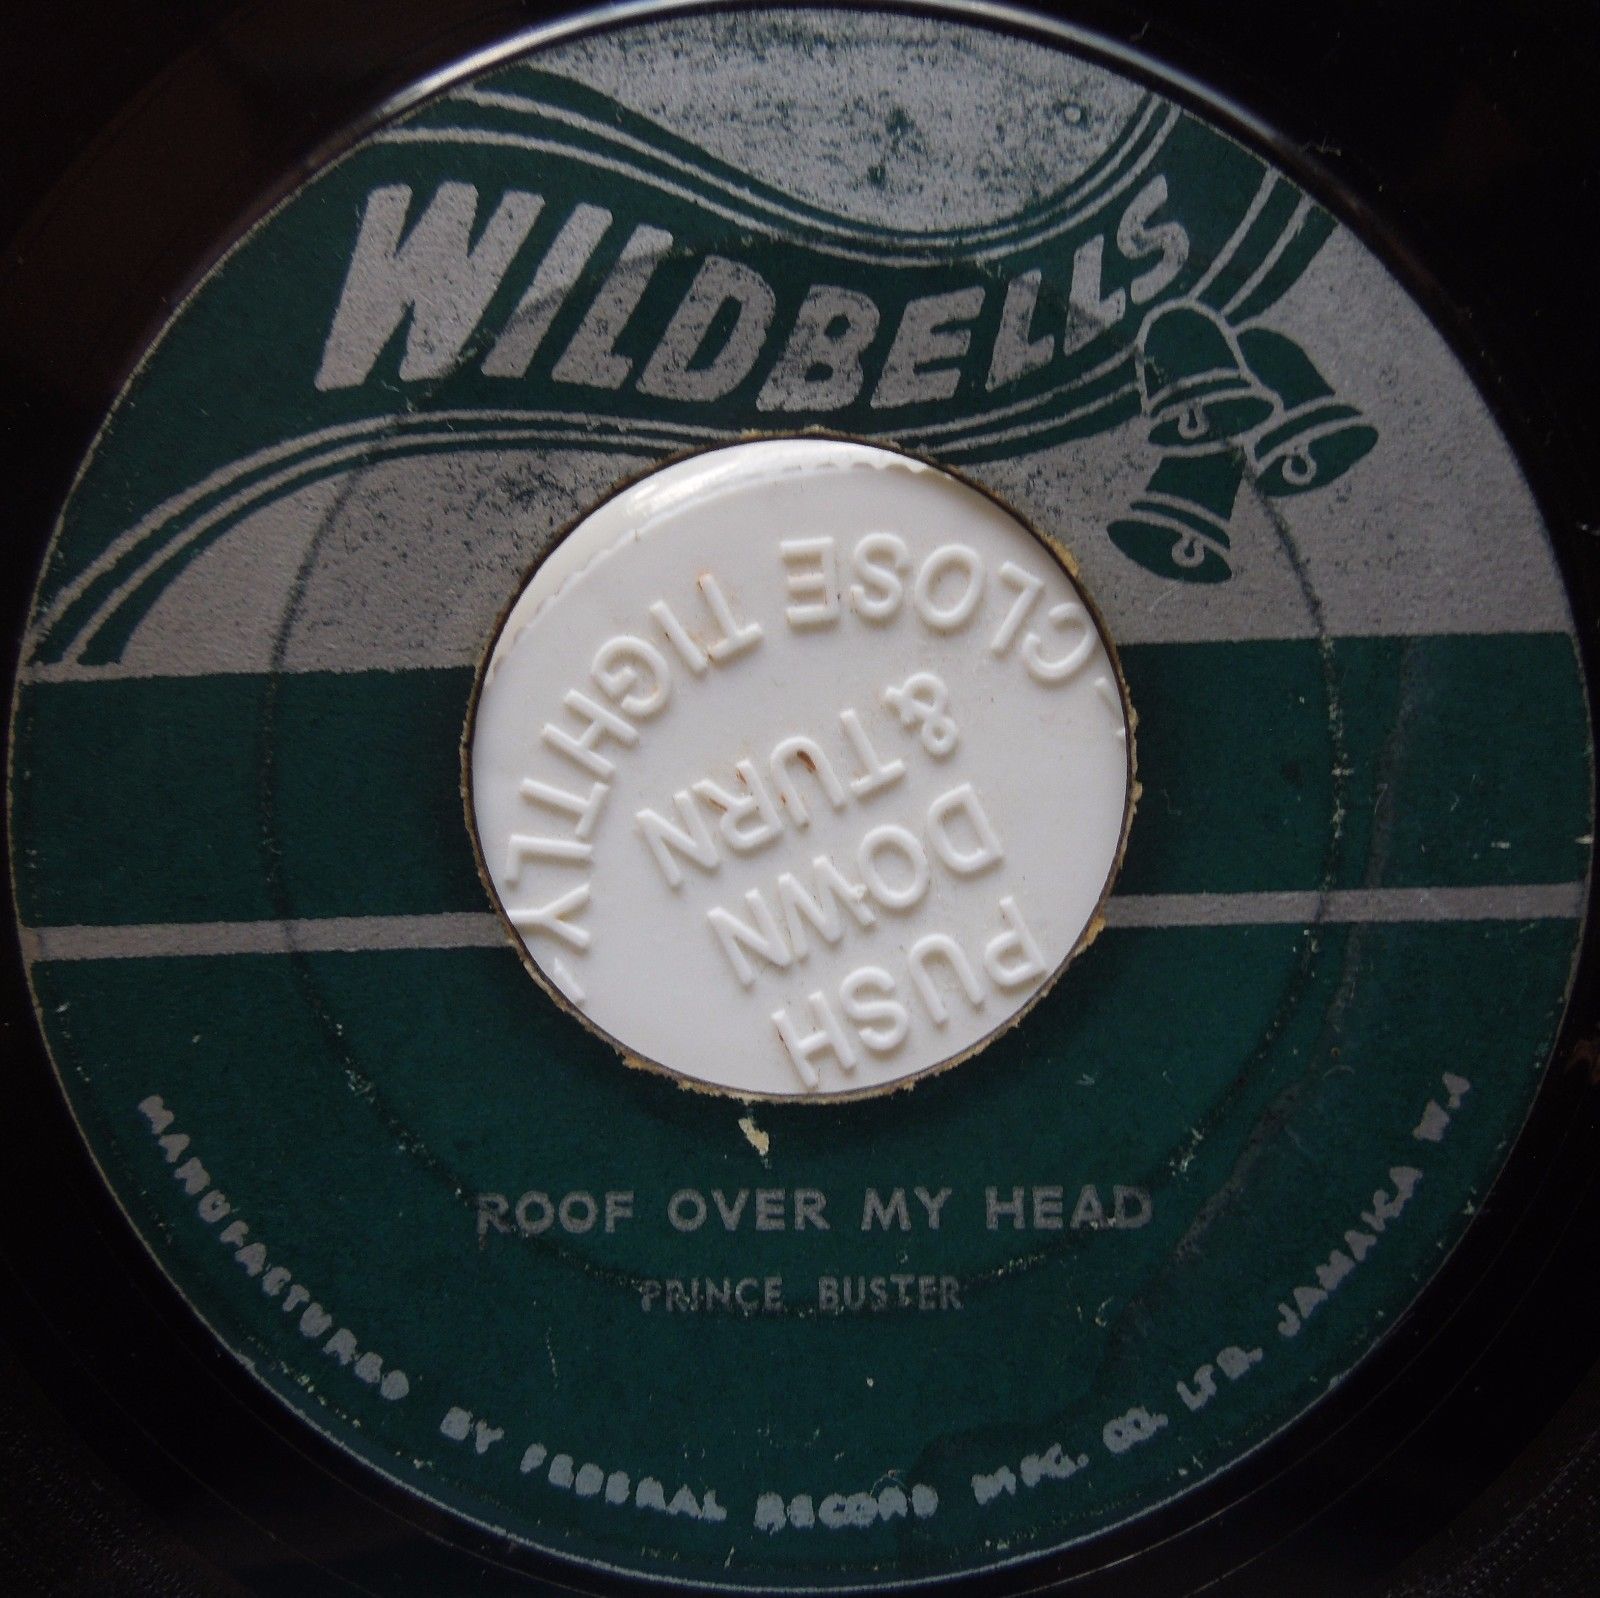 WILDBELLS
CLOSE TIGHTLY
PUSH
DOWN
& TURN
ROOF OVER MY HEAD
PRINCE BUSTER
MANUFACTURED BY FEDERAL RECORD MFG. CO. LTD. JAMAICA W.I